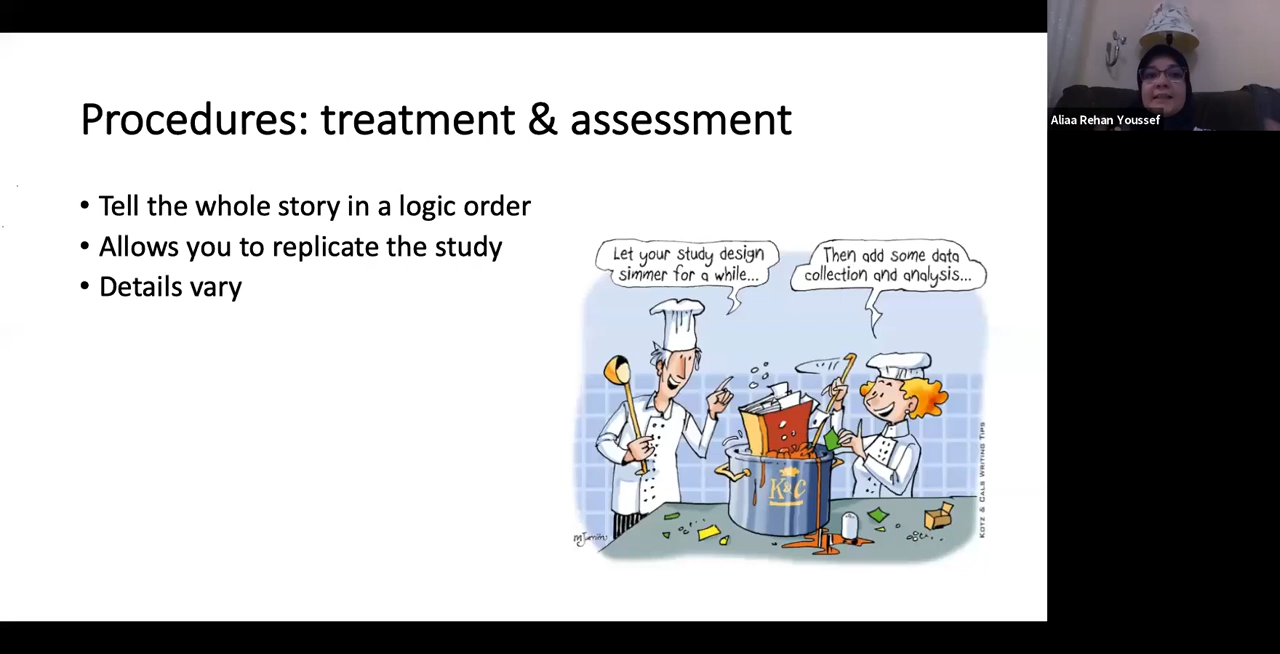 Procedures: treatment & assessment
• Tell the whole story in a logic order
• Allows you to replicate the study
• Details vary
Let your study design
simmer for a while...
Then add some data
collection and analysis...
K&C
KOTZ & CALS WRITING TIPS
Aliaa Rehan Youssef